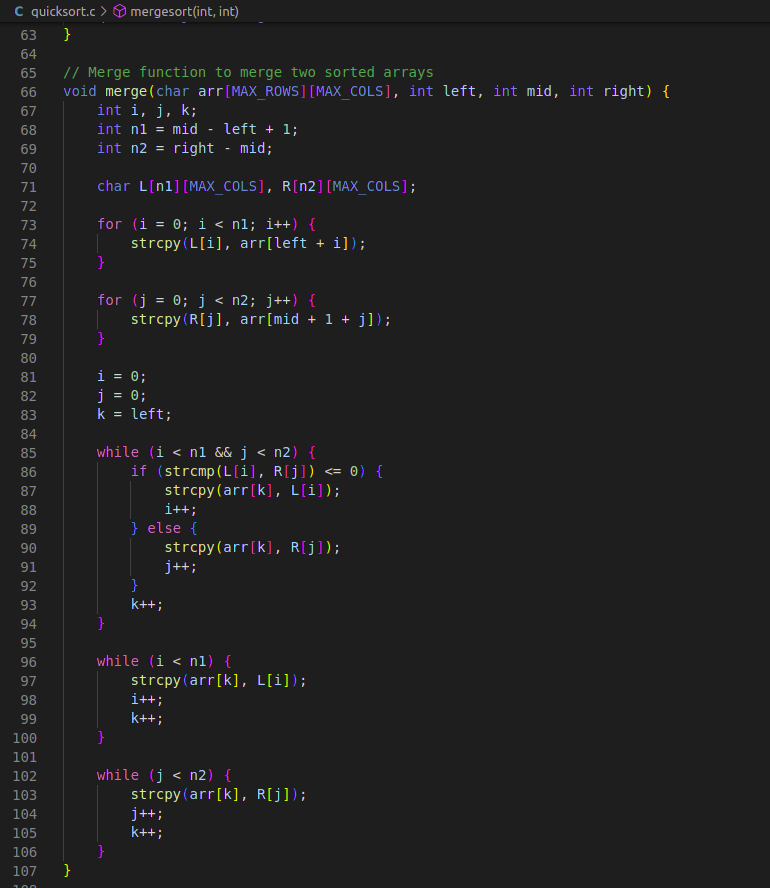 C quicksort.c > mergesort(int, int)
63 }
64
65 // Merge function to merge two sorted arrays
66 void merge(char arr[MAX_ROWS][MAX_COLS], int left, int mid, int right) {
67     int i, j, k;
68     int n1 = mid - left + 1;
69     int n2 = right - mid;
70
71     char L[n1][MAX_COLS], R[n2][MAX_COLS];
72
73     for (i = 0; i < n1; i++) {
74         strcpy(L[i], arr[left + i]);
75     }
76
77     for (j = 0; j < n2; j++) {
78         strcpy(R[j], arr[mid + 1 + j]);
79     }
80
81     i = 0;
82     j = 0;
83     k = left;
84
85     while (i < n1 && j < n2) {
86         if (strcmp(L[i], R[j]) <= 0) {
87             strcpy(arr[k], L[i]);
88             i++;
89         } else {
90             strcpy(arr[k], R[j]);
91             j++;
92         }
93         k++;
94     }
95
96     while (i < n1) {
97         strcpy(arr[k], L[i]);
98         i++;
99         k++;
100     }
101
102     while (j < n2) {
103         strcpy(arr[k], R[j]);
104         j++;
105         k++;
106     }
107 }